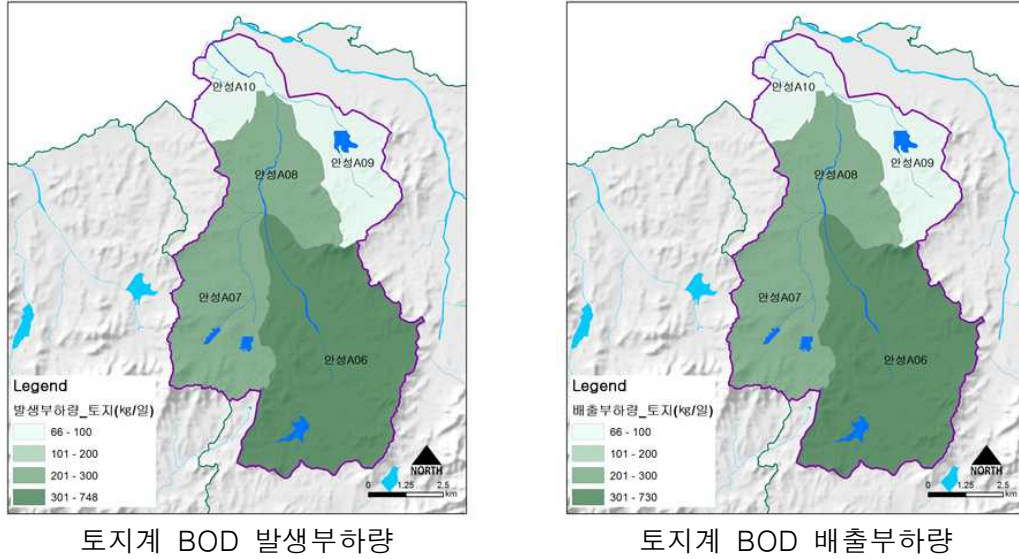 안성A10
안성A09
안성A08
안성A07
안성A06
Legend
발생부하량_토지(kg/일)
66 - 100
101 - 200
201 - 300
301 - 748
NORTH
0 1.25 2.5
km
토지계 BOD 발생부하량
안성A10
안성A09
안성A08
안성A07
안성A06
Legend
배출부하량_토지(kg/일)
66 - 100
101 - 200
201 - 300
301 - 730
NORTH
0 1.25 2.5
km
토지계 BOD 배출부하량